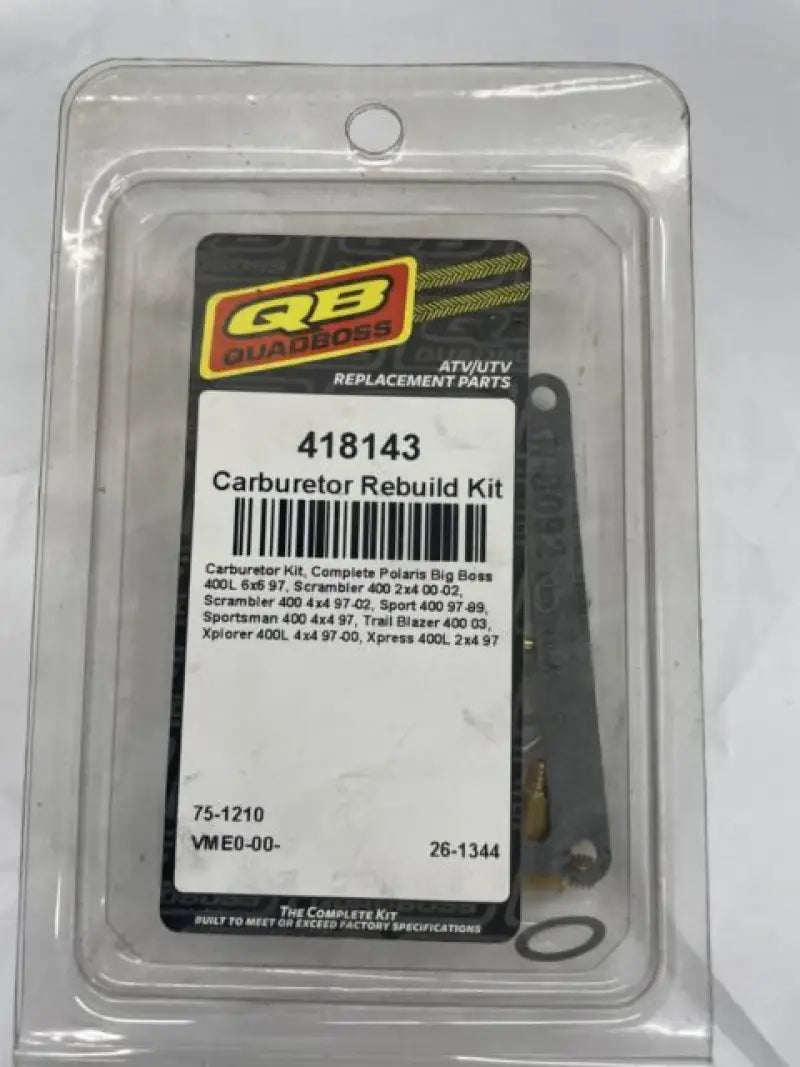 QB
QUADBOSS
ATV/UTV
REPLACEMENT PARTS
418143
Carburetor Rebuild Kit
Carburetor Kit, Complete Polaris Big Boss
400L 6x6 97, Scrambler 400 2x4 00-02,
Scrambler 400 4x4 97-02, Sport 400 97-99,
Sportsman 400 4x4 97, Trail Blazer 400 03,
Xplorer 400L 4x4 97-00, Xpress 400L 2x4 97
75-1210
VME0-00-
26-1344
THE COMPLETE KIT
BUILT TO MEET OR EXCEED FACTORY SPECIFICATIONS